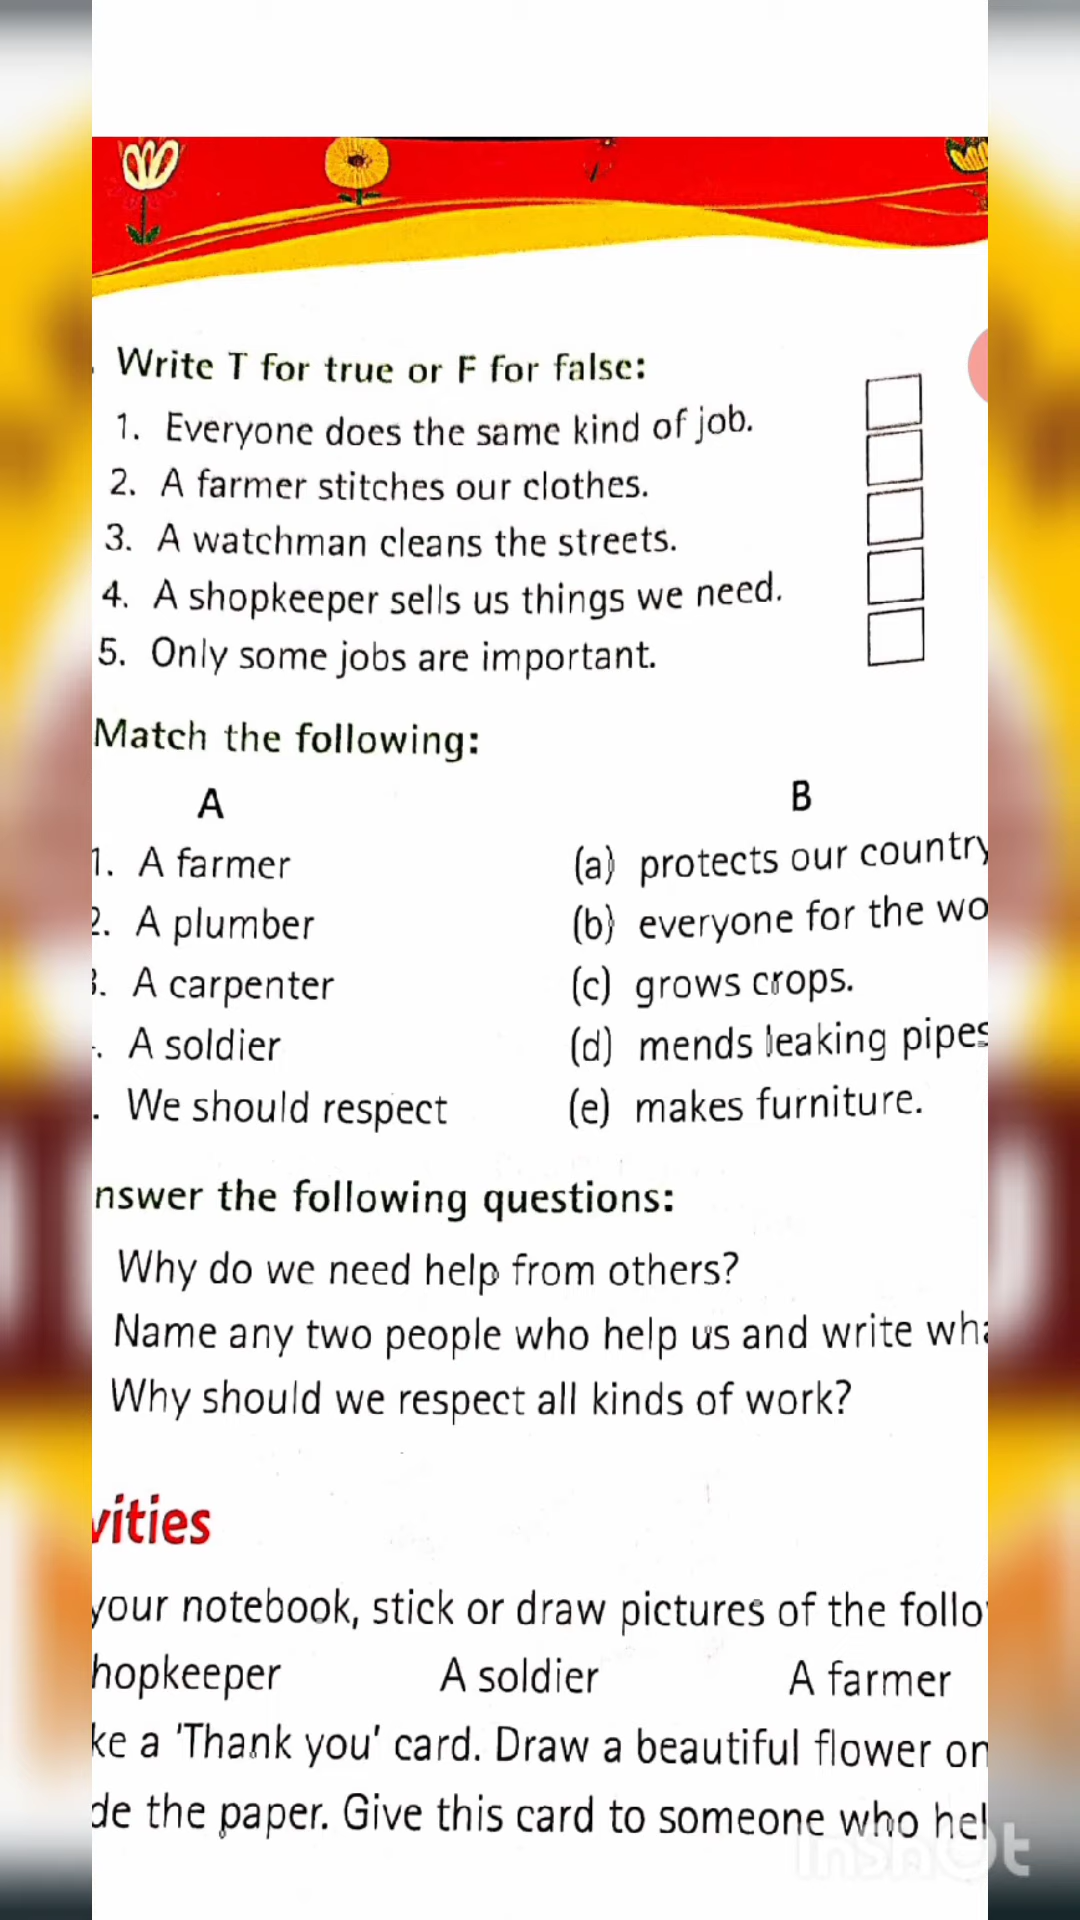 Write T for true or F for false:
1. Everyone does the same kind of job.
2. A farmer stitches our clothes.
3. A watchman cleans the streets.
4. A shopkeeper sells us things we need.
5. Only some jobs are important.
Match the following:
A B
1. A farmer (a) protects our country
2. A plumber (b) everyone for the wo
3. A carpenter (c) grows crops.
. A soldier (d) mends leaking pipes
. We should respect (e) makes furniture.
nswer the following questions:
Why do we need help from others?
Name any two people who help us and write wha
Why should we respect all kinds of work?
vities
your notebook, stick or draw pictures of the follo
hopkeeper A soldier A farmer
ke a 'Thank you' card. Draw a beautiful flower on
de the paper. Give this card to someone who hel
InShOt